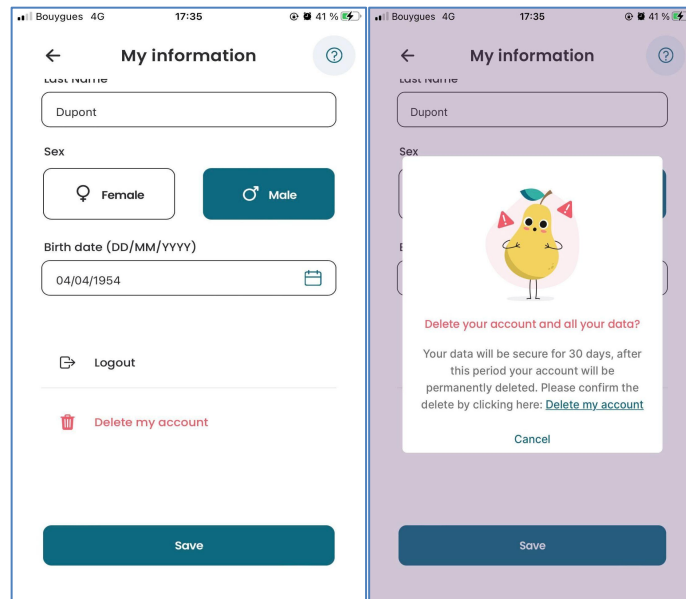 Bouygues 4G 17:35 41 %
My information
Last Name
Dupont
Sex
Female Male
Birth date (DD/MM/YYYY)
04/04/1954
Logout
Delete my account
Save
Bouygues 4G 17:35 41 %
My information
Last Name
Dupont
Sex
Delete your account and all your data?
Your data will be secure for 30 days, after
this period your account will be
permanently deleted. Please confirm the
delete by clicking here: Delete my account
Cancel
Save